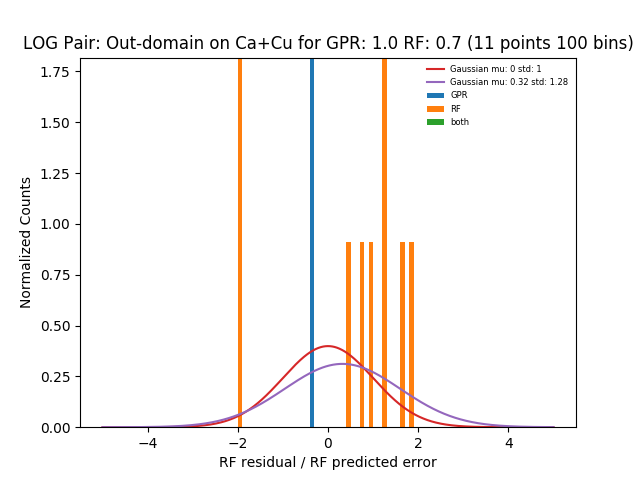 LOG Pair: Out-domain on Ca+Cu for GPR: 1.0 RF: 0.7 (11 points 100 bins)
Gaussian mu: 0 std: 1
Gaussian mu: 0.32 std: 1.28
GPR
RF
both
Normalized Counts
1.75
1.50
1.25
1.00
0.75
0.50
0.25
0.00
−4
−2
0
2
4
RF residual / RF predicted error